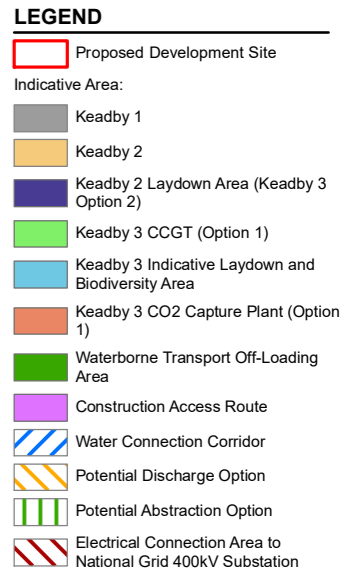 LEGEND
Proposed Development Site
Indicative Area:
Keadby 1
Keadby 2
Keadby 2 Laydown Area (Keadby 3
Option 2)
Keadby 3 CCGT (Option 1)
Keadby 3 Indicative Laydown and
Biodiversity Area
Keadby 3 CO2 Capture Plant (Option
1)
Waterborne Transport Off-Loading
Area
Construction Access Route
Water Connection Corridor
Potential Discharge Option
Potential Abstraction Option
Electrical Connection Area to
National Grid 400kV Substation